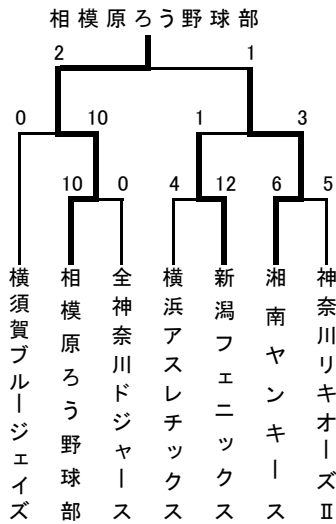 相模原ろう野球部
2 1
0 10 1 3
10 0 4 12 6 5
横須賀ブルージェイズ
相模原ろう野球部
全神奈川ドジャース
横浜アスレチックス
新潟フェニックス
湘南ヤンキース
神奈川リキオーズⅡ